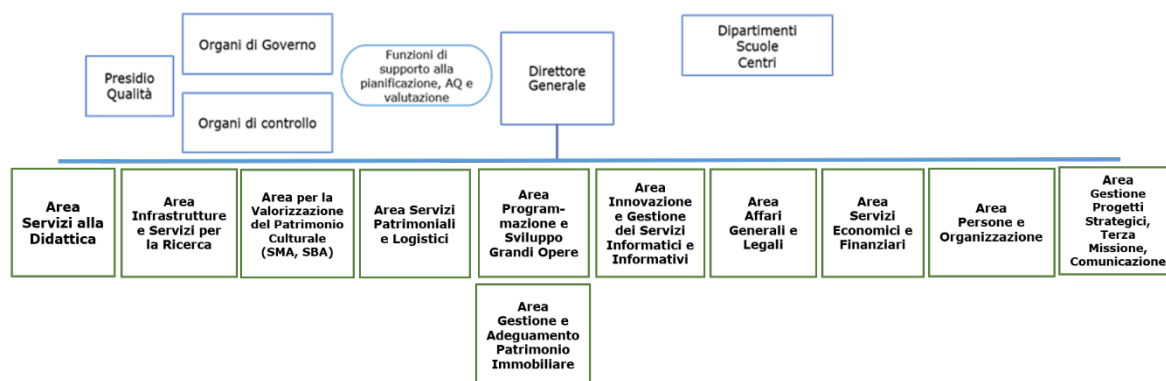 Presidio
Qualità
Organi di Governo
Organi di controllo
Funzioni di
supporto alla
pianificazione, AQ e
valutazione
Direttore
Generale
Dipartimenti
Scuole
Centri
Area
Servizi alla
Didattica
Area
Infrastrutture
e Servizi per
la Ricerca
Area per la
Valorizzazione
del Patrimonio
Culturale
(SMA, SBA)
Area Servizi
Patrimoniali
e Logistici
Area
Program-
mazione e
Sviluppo
Grandi Opere
Area
Innovazione
e Gestione
dei Servizi
Informatici e
Informativi
Area
Affari
Generali e
Legali
Area
Servizi
Economici e
Finanziari
Area
Persone e
Organizzazione
Area
Gestione
Progetti
Strategici,
Terza
Missione,
Comunicazione
Area
Gestione e
Adeguamento
Patrimonio
Immobiliare